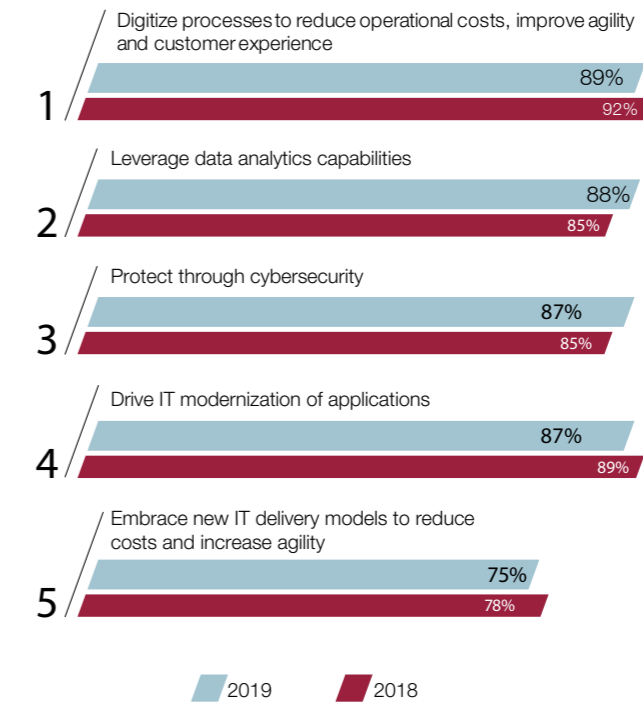 Digitize processes to reduce operational costs, improve agility
and customer experience
89%
1
92%
Leverage data analytics capabilities
88%
2
85%
Protect through cybersecurity
87%
3
85%
Drive IT modernization of applications
87%
4
89%
Embrace new IT delivery models to reduce
costs and increase agility
75%
5
78%
2019 2018